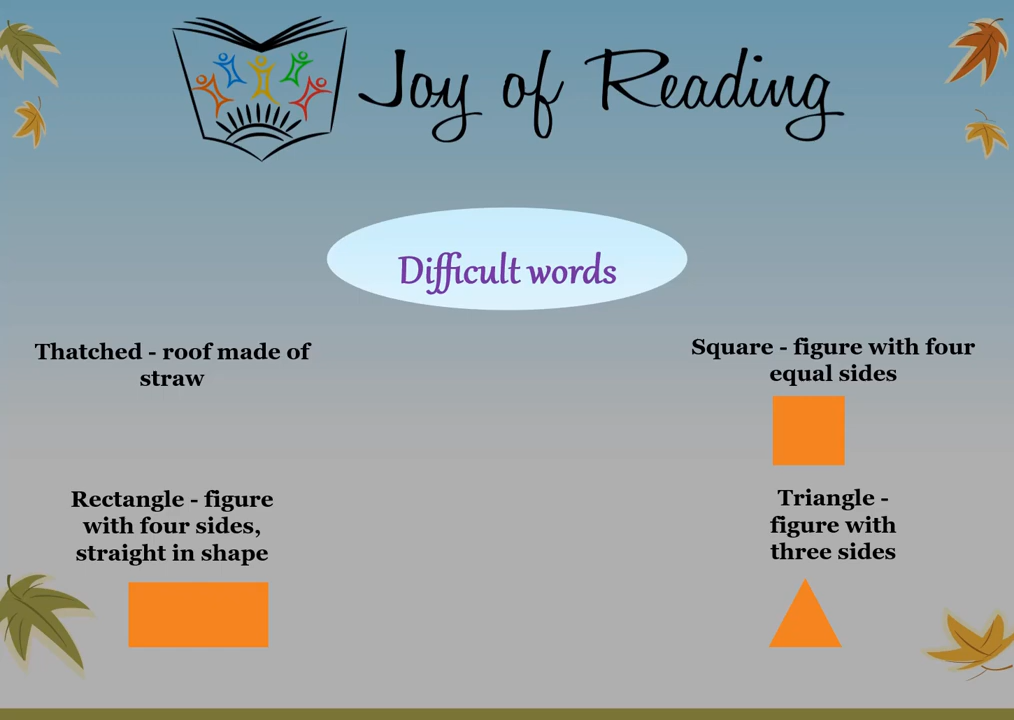 Joy of Reading
Difficult words
Thatched - roof made of
straw
Square - figure with four
equal sides
Rectangle - figure
with four sides,
straight in shape
Triangle -
figure with
three sides